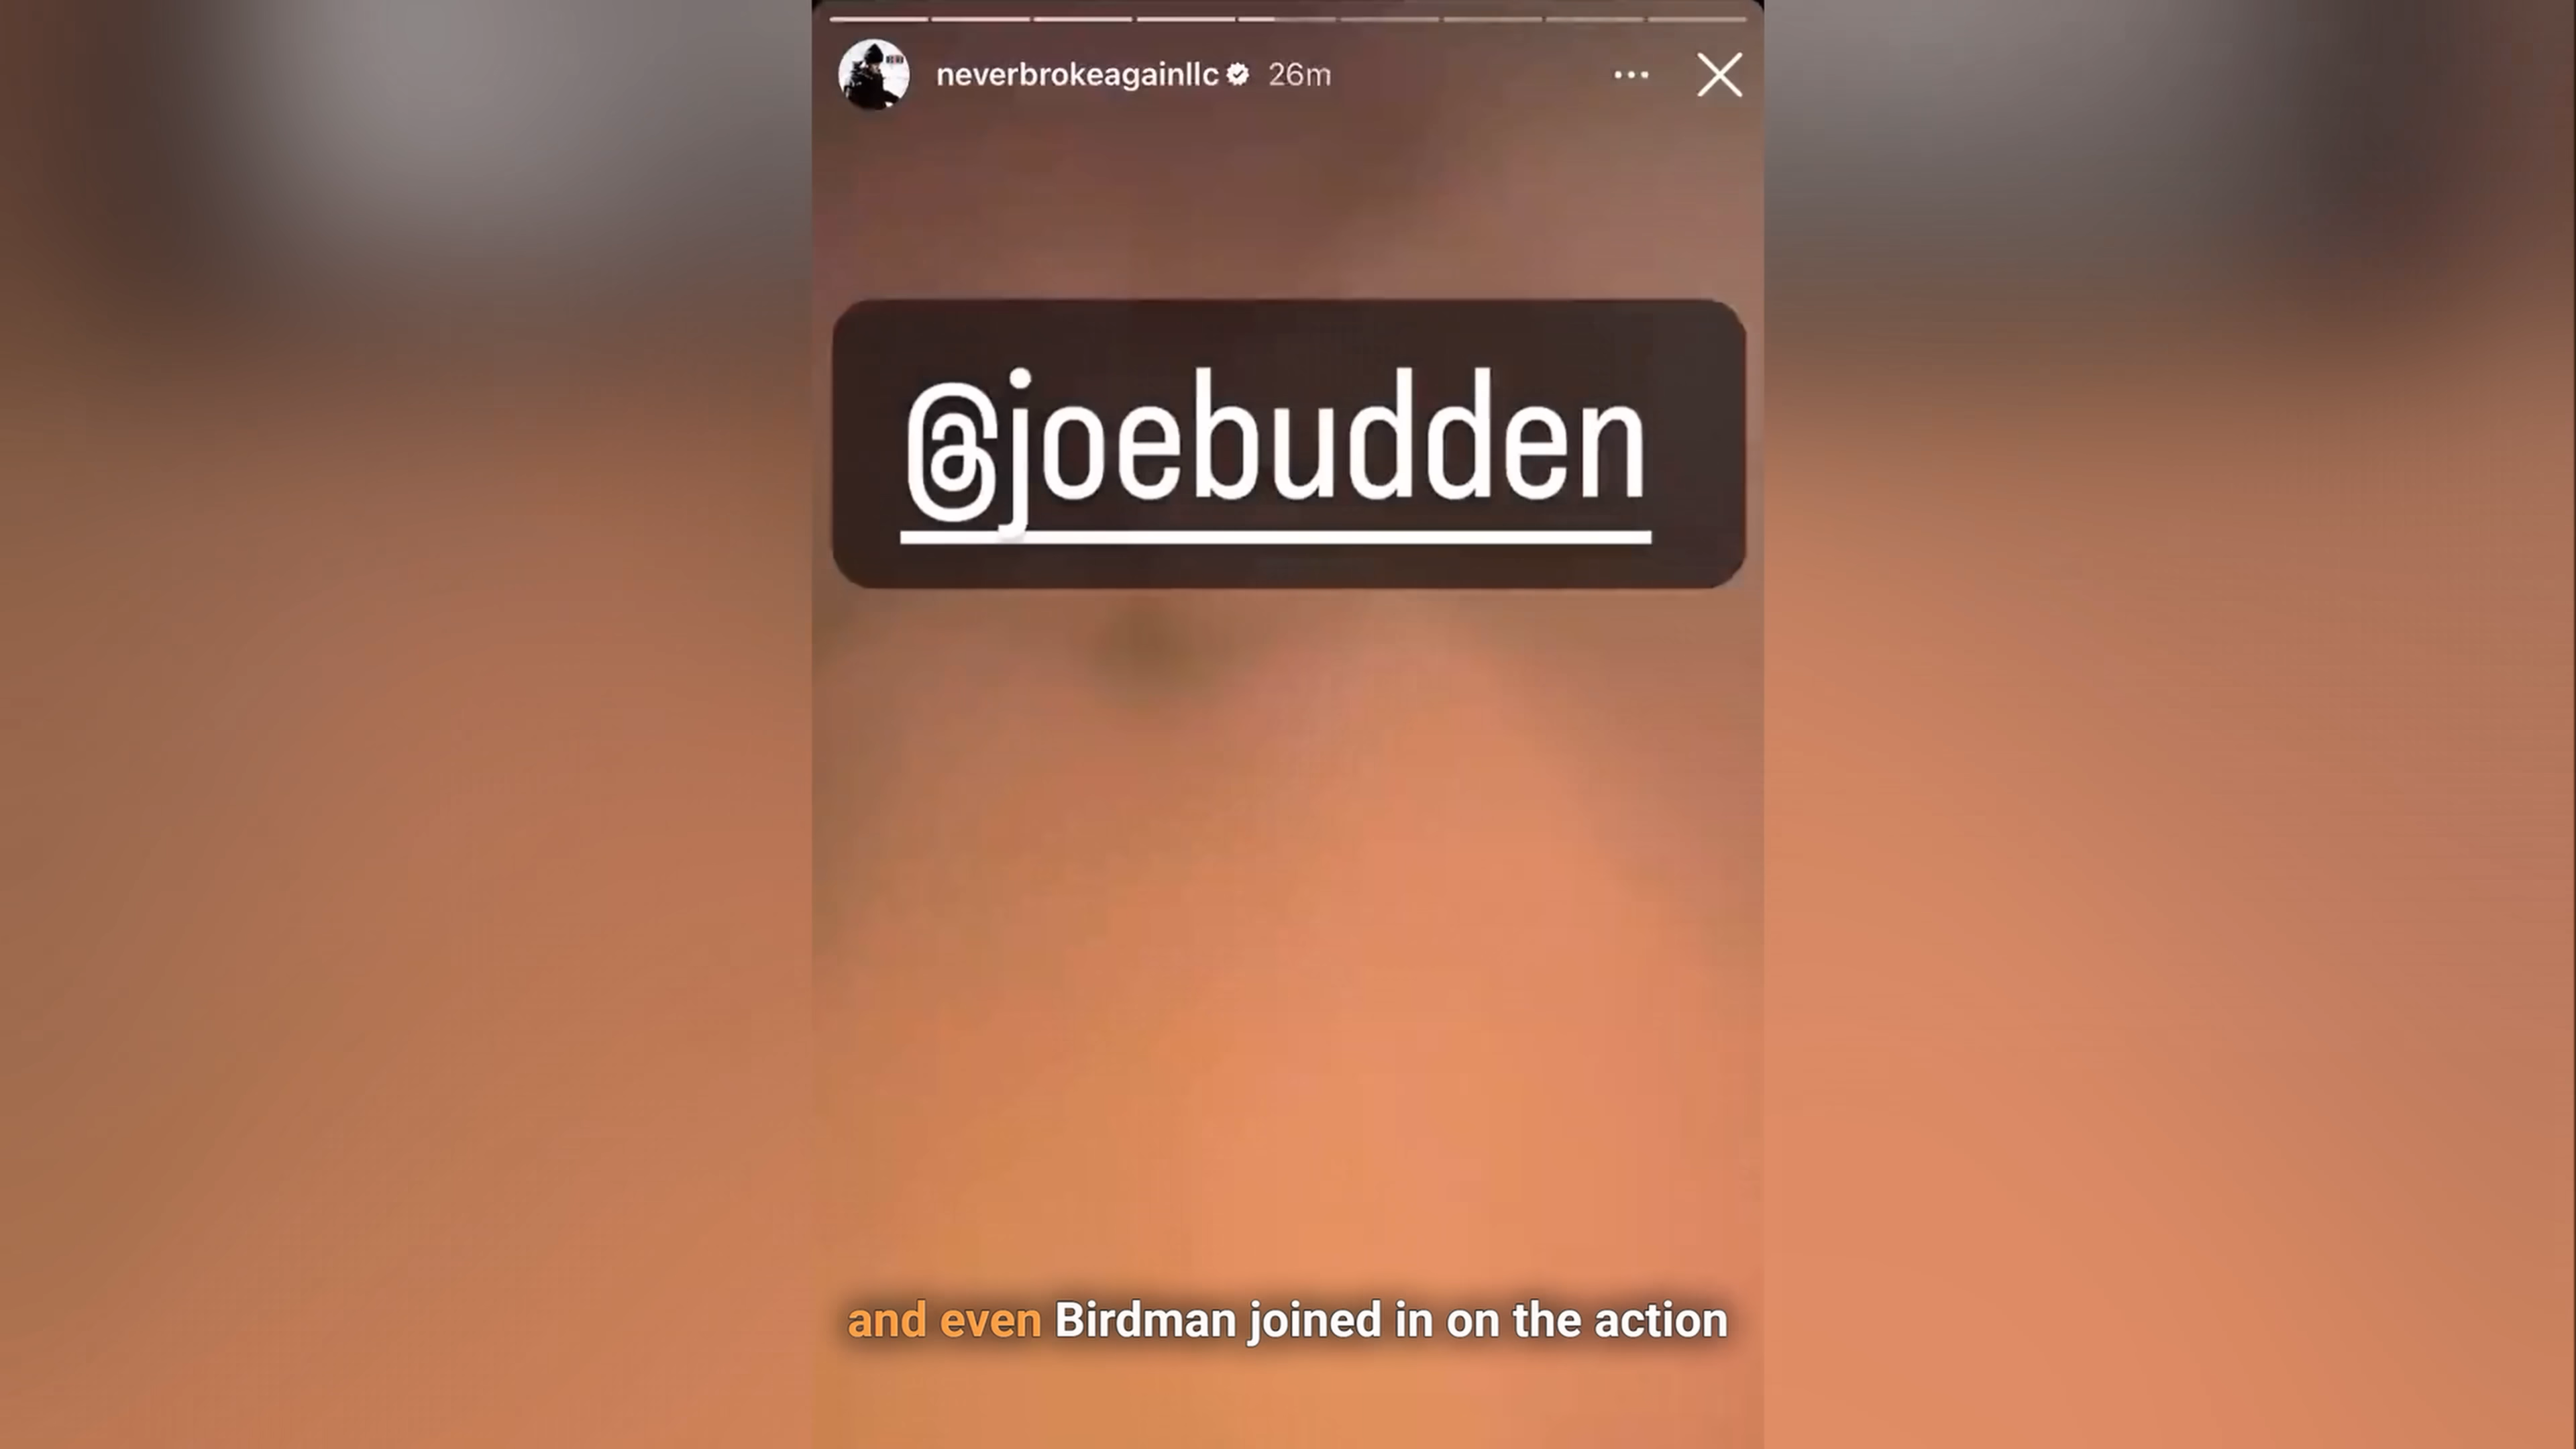 neverbrokeagainllc 26m
@joebudden
and even Birdman joined in on the action